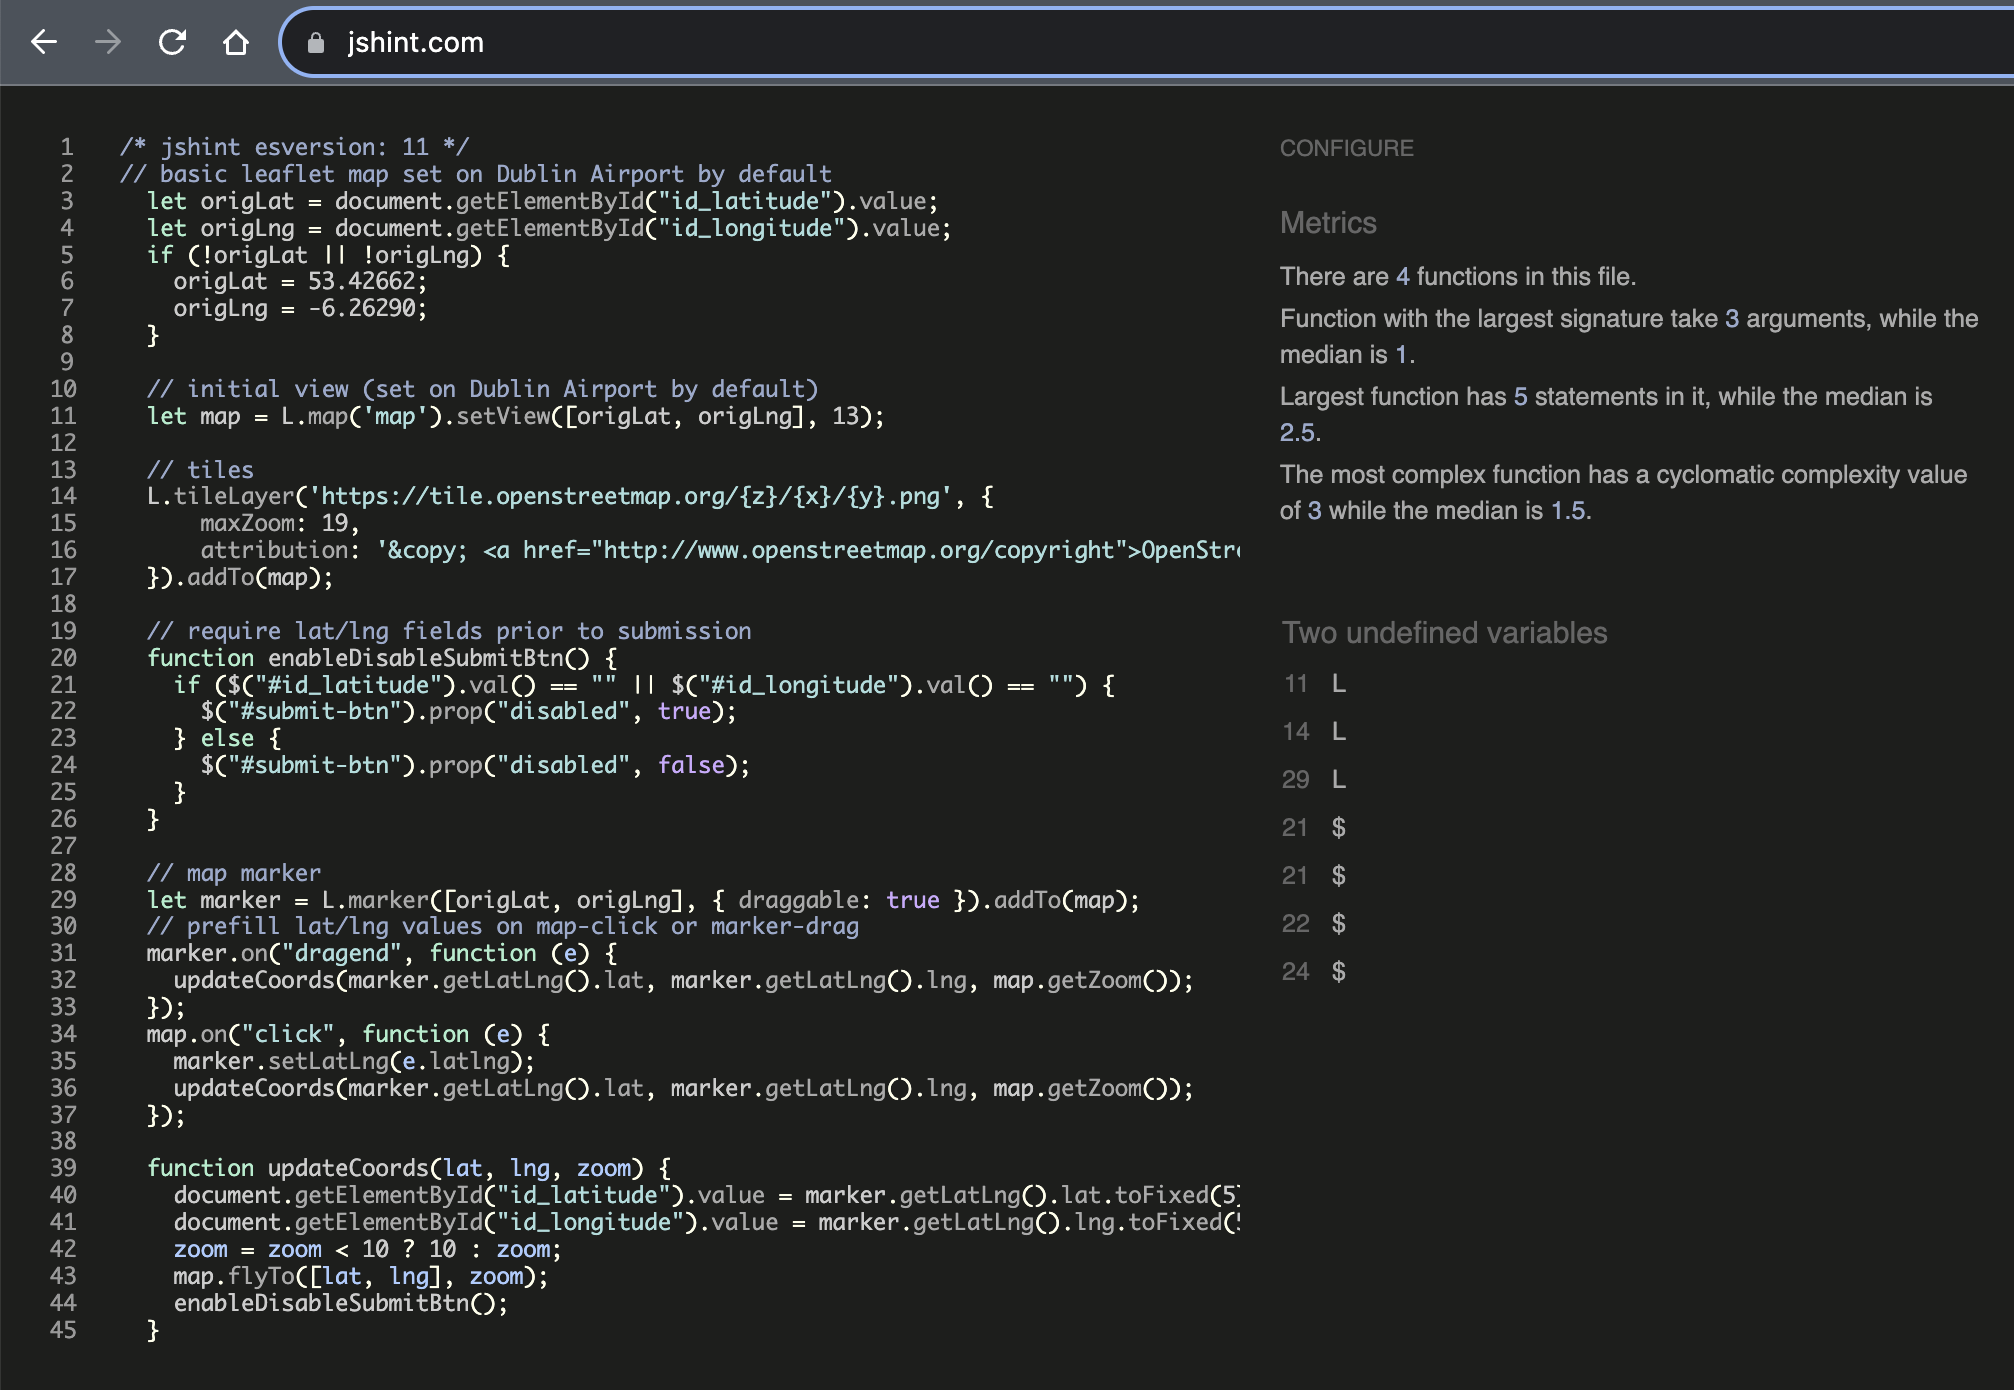 jshint.com
1 /* jshint esversion: 11 */
2 // basic leaflet map set on Dublin Airport by default
3 let origLat = document.getElementById("id_latitude").value;
4 let origLng = document.getElementById("id_longitude").value;
5 if (!origLat || !origLng) {
6 origLat = 53.42662;
7 origLng = -6.26290;
8 }
9
10 // initial view (set on Dublin Airport by default)
11 let map = L.map('map').setView([origLat, origLng], 13);
12
13 // tiles
14 L.tileLayer('https://tile.openstreetmap.org/{z}/{x}/{y}.png', {
15 maxZoom: 19,
16 attribution: '&copy; <a href="http://www.openstreetmap.org/copyright">OpenStr
17 }).addTo(map);
18
19 // require lat/lng fields prior to submission
20 function enableDisableSubmitBtn() {
21 if ($("#id_latitude").val() == "" || $("#id_longitude").val() == "") {
22 $("#submit-btn").prop("disabled", true);
23 } else {
24 $("#submit-btn").prop("disabled", false);
25 }
26 }
27
28 // map marker
29 let marker = L.marker([origLat, origLng], { draggable: true }).addTo(map);
30 // prefill lat/lng values on map-click or marker-drag
31 marker.on("dragend", function (e) {
32 updateCoords(marker.getLatLng().lat, marker.getLatLng().lng, map.getZoom());
33 });
34 map.on("click", function (e) {
35 marker.setLatLng(e.latlng);
36 updateCoords(marker.getLatLng().lat, marker.getLatLng().lng, map.getZoom());
37 });
38
39 function updateCoords(lat, lng, zoom) {
40 document.getElementById("id_latitude").value = marker.getLatLng().lat.toFixed(5)
41 document.getElementById("id_longitude").value = marker.getLatLng().lng.toFixed(
42 zoom = zoom < 10 ? 10 : zoom;
43 map.flyTo([lat, lng], zoom);
44 enableDisableSubmitBtn();
45 }
CONFIGURE
Metrics
There are 4 functions in this file.
Function with the largest signature take 3 arguments, while the
median is 1.
Largest function has 5 statements in it, while the median is
2.5.
The most complex function has a cyclomatic complexity value
of 3 while the median is 1.5.
Two undefined variables
11 L
14 L
29 L
21 $
21 $
22 $
24 $